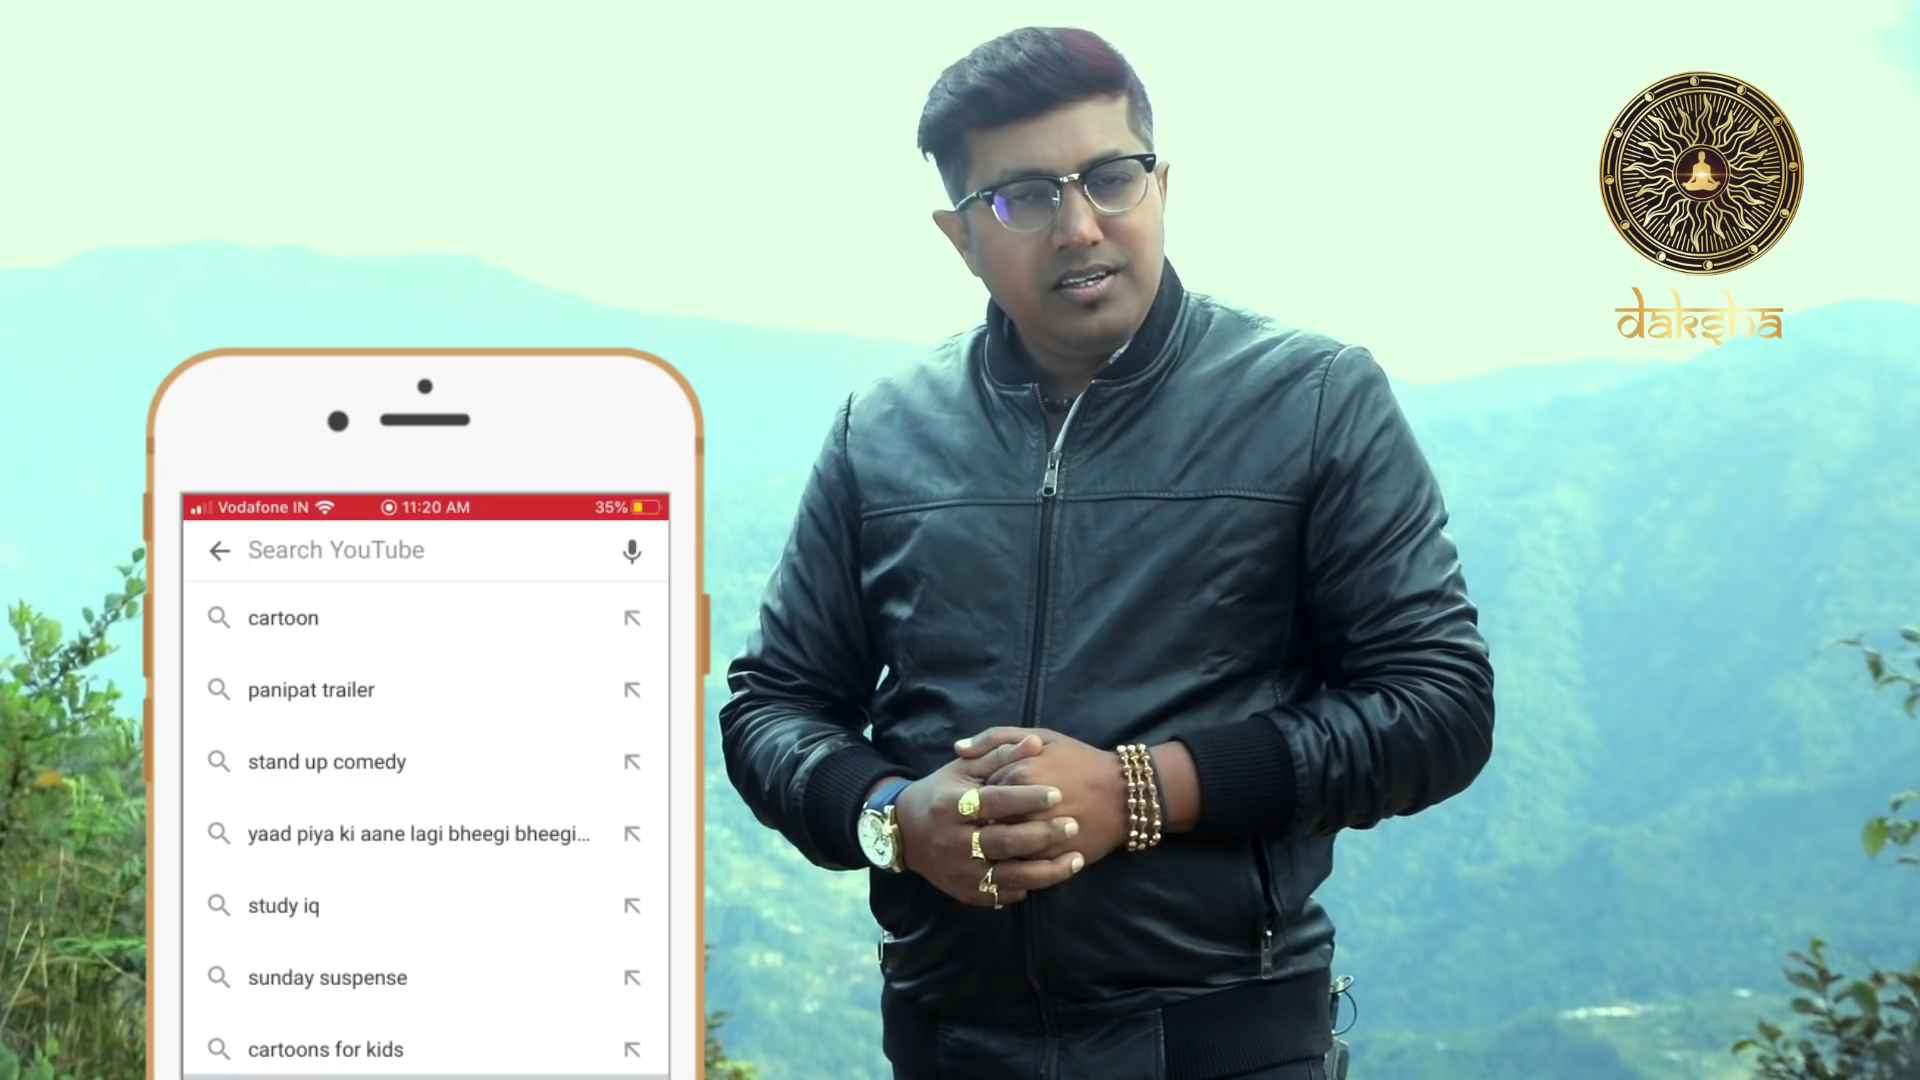 daksha
Vodafone IN 11:20 AM 35%
Search YouTube
cartoon
panipat trailer
stand up comedy
yaad piya ki aane lagi bheegi bheegi...
study iq
sunday suspense
cartoons for kids